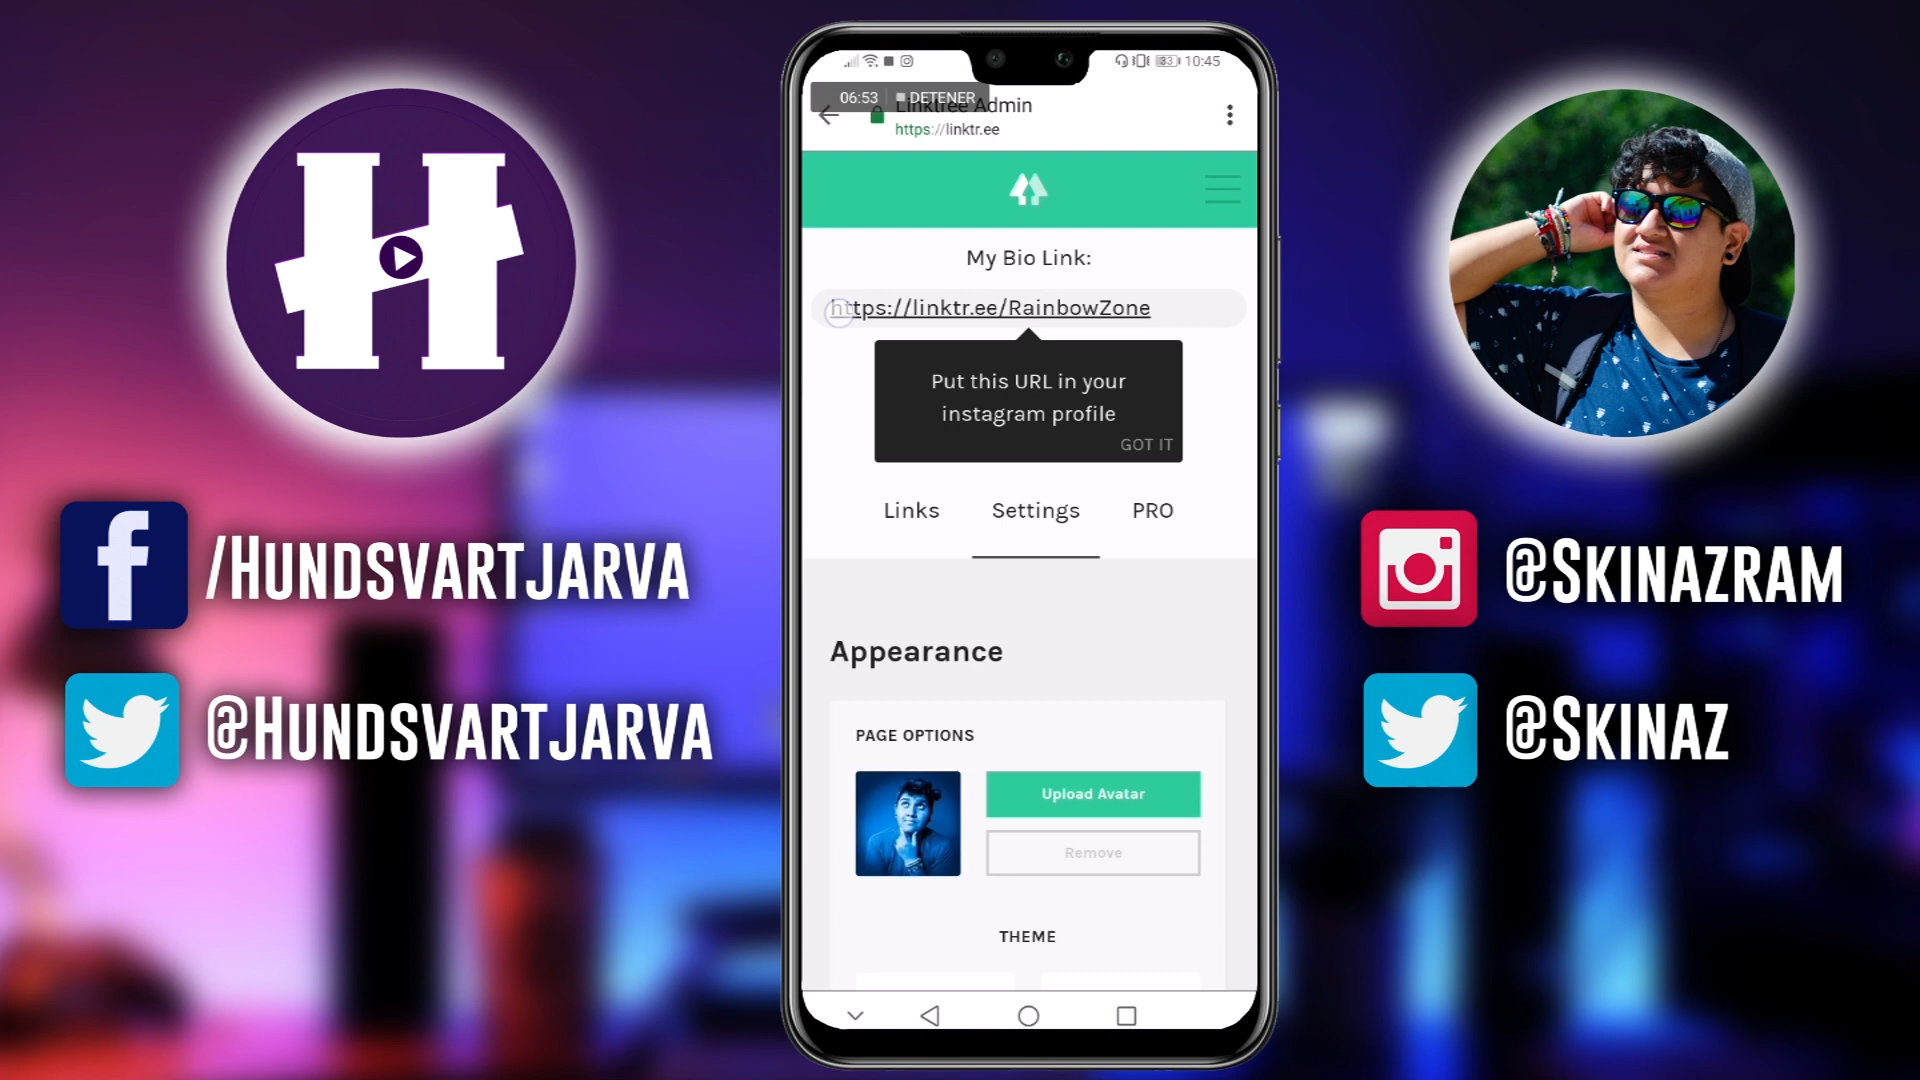 H
f
/HUNDSVARTJARVA
@HUNDSVARTJARVA
83 10:45
06:53 DETENER
Linktree Admin
https://linktr.ee
My Bio Link:
https://linktr.ee/RainbowZone
Put this URL in your
instagram profile
GOT IT
Links Settings PRO
Appearance
PAGE OPTIONS
Upload Avatar
Remove
THEME
@SKINAZRAM
@SKINAZ